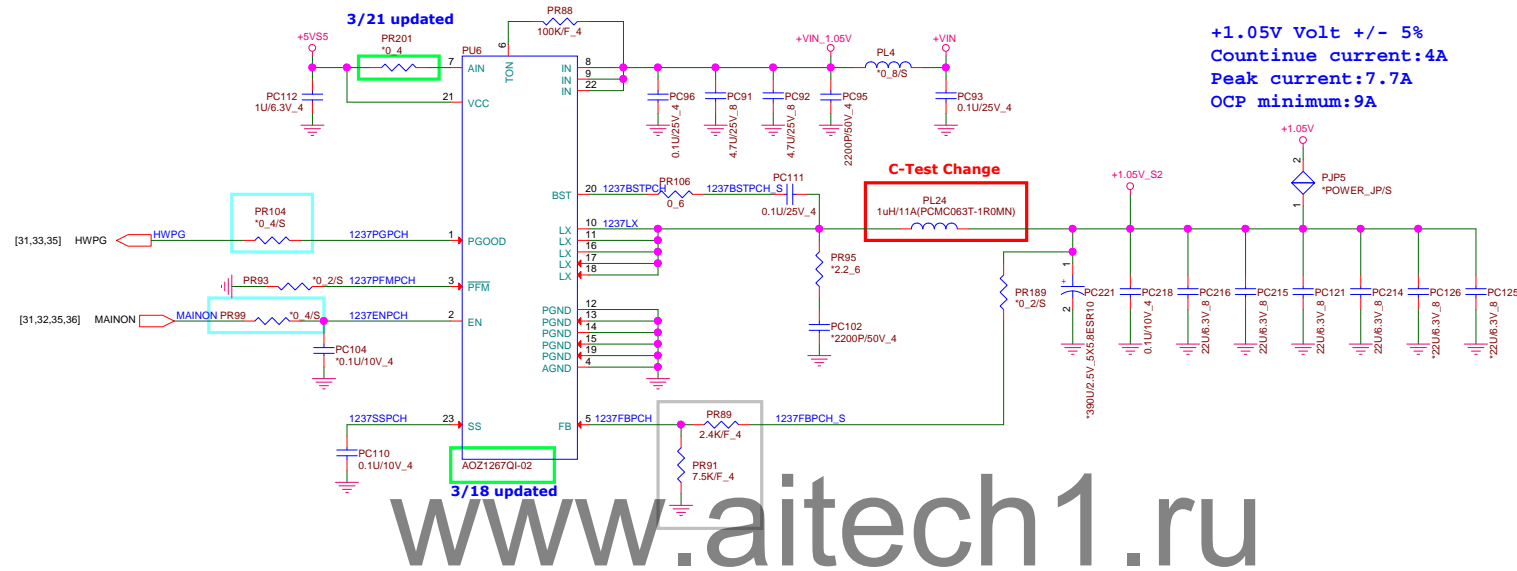 3/21 updated
+5VS5
PR201
*0_4
PC112
1U/6.3V_4
PR88
100K/F_4
PU6
6
TON
7
AIN
21
VCC
8
IN
9
IN
22
IN
+VIN_1.05V
+VIN
PL4
*0_8/S
PC96
0.1U/25V_4
PC91
4.7U/25V_8
PC92
4.7U/25V_8
PC95
2200P/50V_4
PC93
0.1U/25V_4
+1.05V Volt +/- 5%
Countinue current:4A
Peak current:7.7A
OCP minimum:9A
+1.05V
2
PJP5
*POWER_JP/S
1
C-Test Change
PL24
1uH/11A(PCMC063T-1R0MN)
+1.05V_S2
BST
20
1237BSTPCH
PR106
0_6
1237BSTPCH_S
PC111
0.1U/25V_4
LX
10
1237LX
LX
11
LX
16
LX
17
LX
18
PR95
*2.2_6
PC102
*2200P/50V_4
[31,33,35]
HWPG
HWPG
PR104
*0_4/S
1237PGPCH
1
PGOOD
PR93
*0_2/S
1237PFMPCH
3
PFM
[31,32,35,36]
MAINON
MAINON
PR99
*0_4/S
1237ENPCH
2
EN
PC104
*0.1U/10V_4
PGND
12
PGND
13
PGND
14
PGND
15
PGND
19
AGND
4
PR189
*0_2/S
1
+
2
PC221
*390U/2.5V_5X5.8ESR10
PC218
0.1U/10V_4
PC216
22U/6.3V_8
PC215
22U/6.3V_8
PC121
22U/6.3V_8
PC214
22U/6.3V_8
PC126
*22U/6.3V_8
PC125
*22U/6.3V_8
1237SSPCH
23
SS
PC110
0.1U/10V_4
FB
5
1237FBPCH
PR89
2.4K/F_4
1237FBPCH_S
PR91
7.5K/F_4
AOZ1267QI-02
3/18 updated
www.aitech1.ru